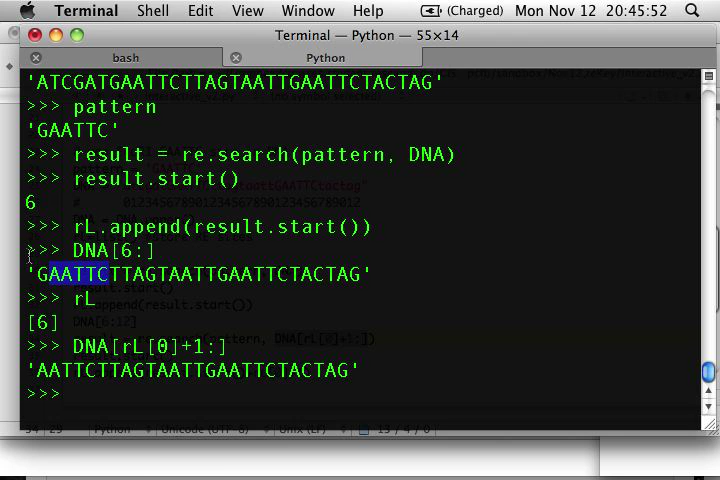 Terminal Shell Edit View Window Help (Charged) Mon Nov 12 20:45:52
Terminal — Python — 55×14
bash Python
'ATCGATGAATTCTTAGTAATTGAATTCTACTAG'
>>> pattern
'GAATTC'
>>> result = re.search(pattern, DNA)
>>> result.start()
6
>>> rL.append(result.start())
>>> DNA[6:]
'GAATTCTTAGTAATTGAATTCTACTAG'
>>> rL
[6]
>>> DNA[rL[0]+1:]
'AATTCTTAGTAATTGAATTCTACTAG'
>>>